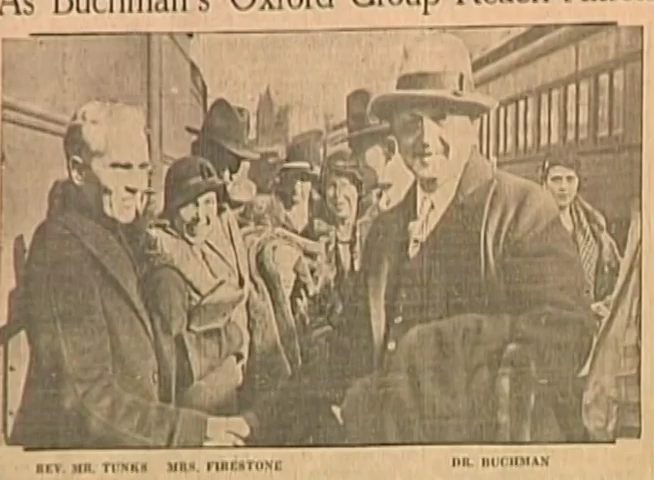 As Buchman's Oxford Group Reach
REV. MR. TUNKS MRS. FIRESTONE DR. BUCHMAN